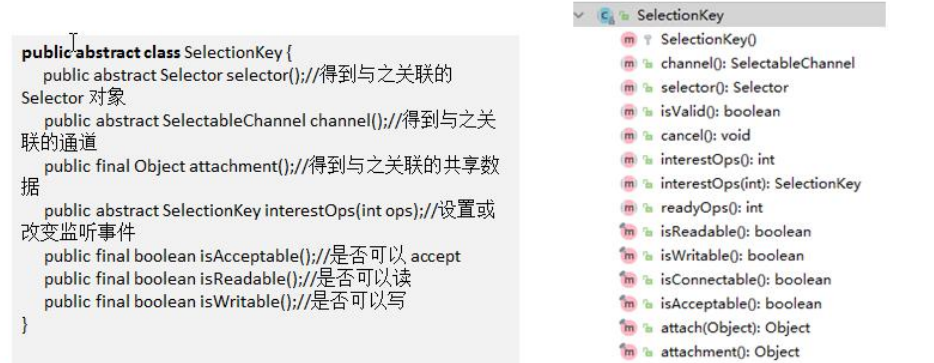 public abstract class SelectionKey {
public abstract Selector selector();//得到与之关联的
Selector 对象
public abstract SelectableChannel channel();//得到与之关
联的通道
public final Object attachment();//得到与之关联的共享数
据
public abstract SelectionKey interestOps(int ops);//设置或
改变监听事件
public final boolean isAcceptable();//是否可以 accept
public final boolean isReadable();//是否可以读
public final boolean isWritable();//是否可以写
}
SelectionKey
SelectionKey()
channel(): SelectableChannel
selector(): Selector
isValid(): boolean
cancel(): void
interestOps(): int
interestOps(int): SelectionKey
readyOps(): int
isReadable(): boolean
isWritable(): boolean
isConnectable(): boolean
isAcceptable(): boolean
attach(Object): Object
attachment(): Object